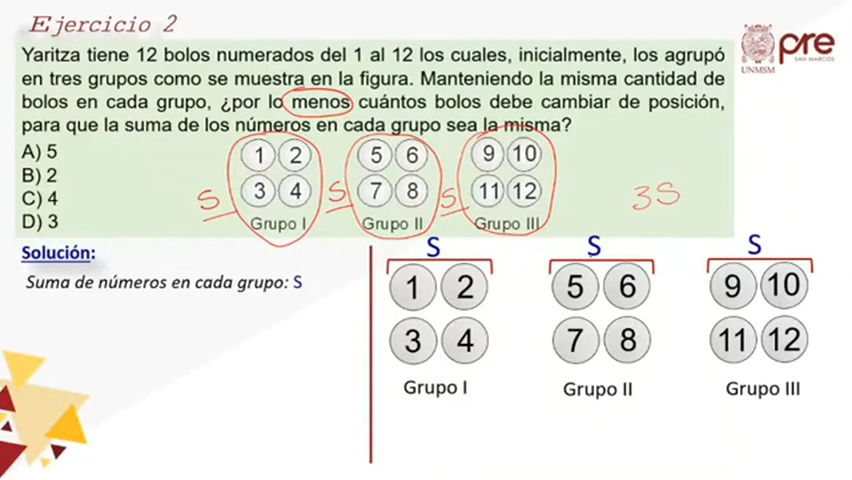 Ejercicio 2
Yaritza tiene 12 bolos numerados del 1 al 12 los cuales, inicialmente, los agrupó
en tres grupos como se muestra en la figura. Manteniendo la misma cantidad de
bolos en cada grupo, ¿por lo menos cuántos bolos debe cambiar de posición,
para que la suma de los números en cada grupo sea la misma?
UNMSM pre
SAN MARCOS
A) 5
B) 2
C) 4
D) 3
1 2 5 6 9 10
3 4 7 8 11 12
S S S 3S
Grupo I Grupo II Grupo III
Solución:
Suma de números en cada grupo: S
S S S
1 2 5 6 9 10
3 4 7 8 11 12
Grupo I Grupo II Grupo III